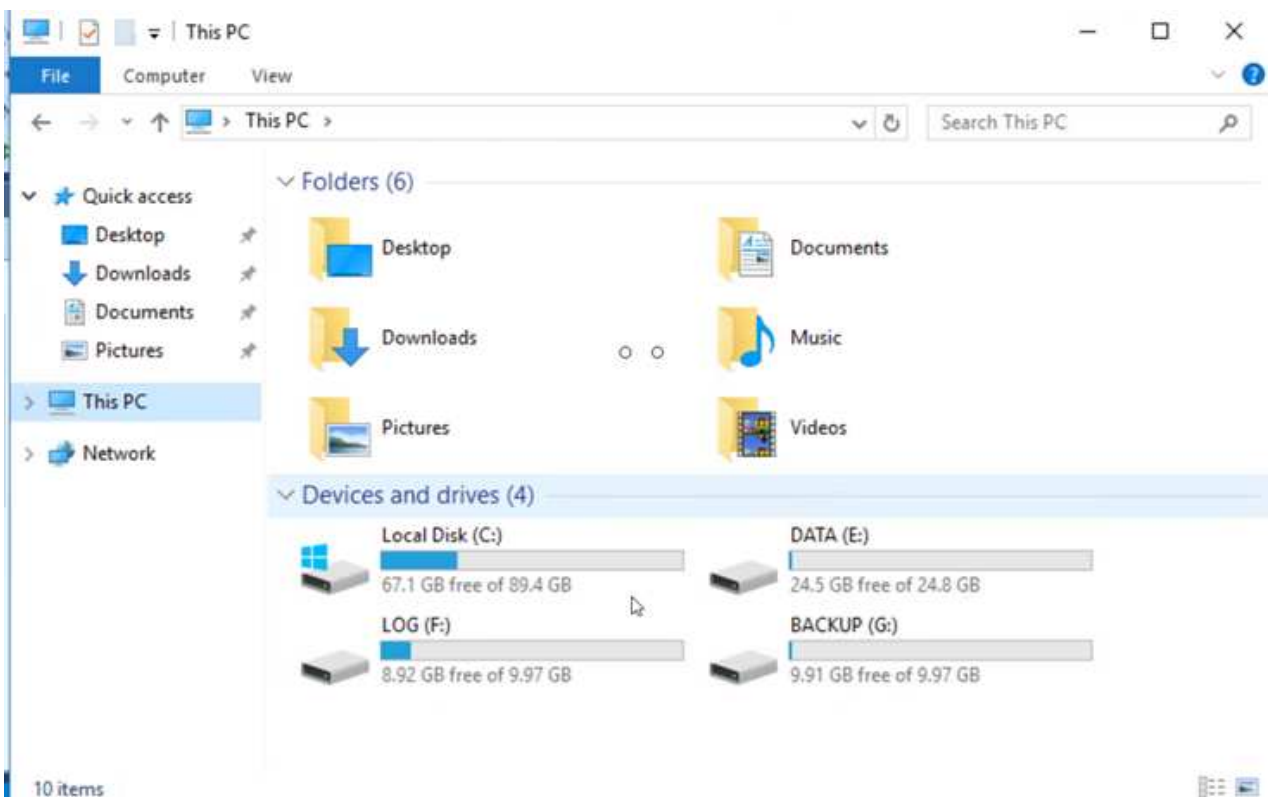 This PC
File Computer View
This PC
Search This PC
Quick access
Desktop
Downloads
Documents
Pictures
This PC
Network
Folders (6)
Desktop
Documents
Downloads
Music
Pictures
Videos
Devices and drives (4)
Local Disk (C:)
67.1 GB free of 89.4 GB
DATA (E:)
24.5 GB free of 24.8 GB
LOG (F:)
8.92 GB free of 9.97 GB
BACKUP (G:)
9.91 GB free of 9.97 GB
10 items